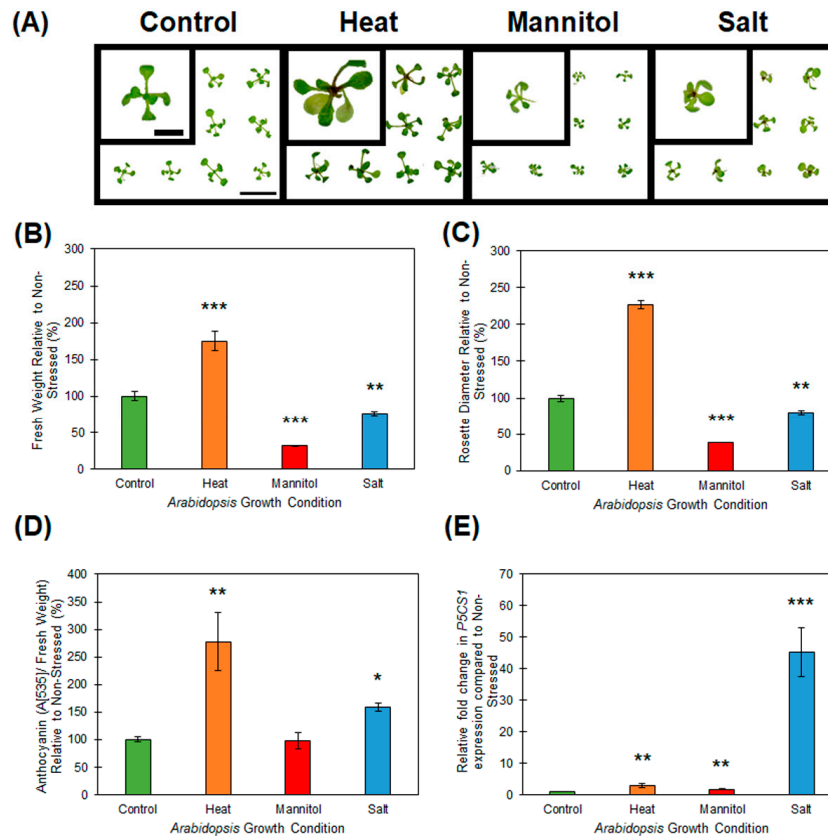 (A)
Control Heat Mannitol Salt
(B)
300
250
200
150
100
50
0
Fresh Weight Relative to Non-
Stressed (%)
***
***
**
Control Heat Mannitol Salt
Arabidopsis Growth Condition
(C)
300
250
200
150
100
50
0
Rosette Diameter Relative to Non-
Stressed (%)
***
***
**
Control Heat Mannitol Salt
Arabidopsis Growth Condition
(D)
400
350
300
250
200
150
100
50
0
Anthocyanin (A[535]/ Fresh Weight)
Relative to Non-Stressed (%)
**
*
Control Heat Mannitol Salt
Arabidopsis Growth Condition
(E)
70
60
50
40
30
20
10
0
Relative fold change in P5CS1
expression compared to Non-
Stressed
**
**
***
Control Heat Mannitol Salt
Arabidopsis Growth Condition